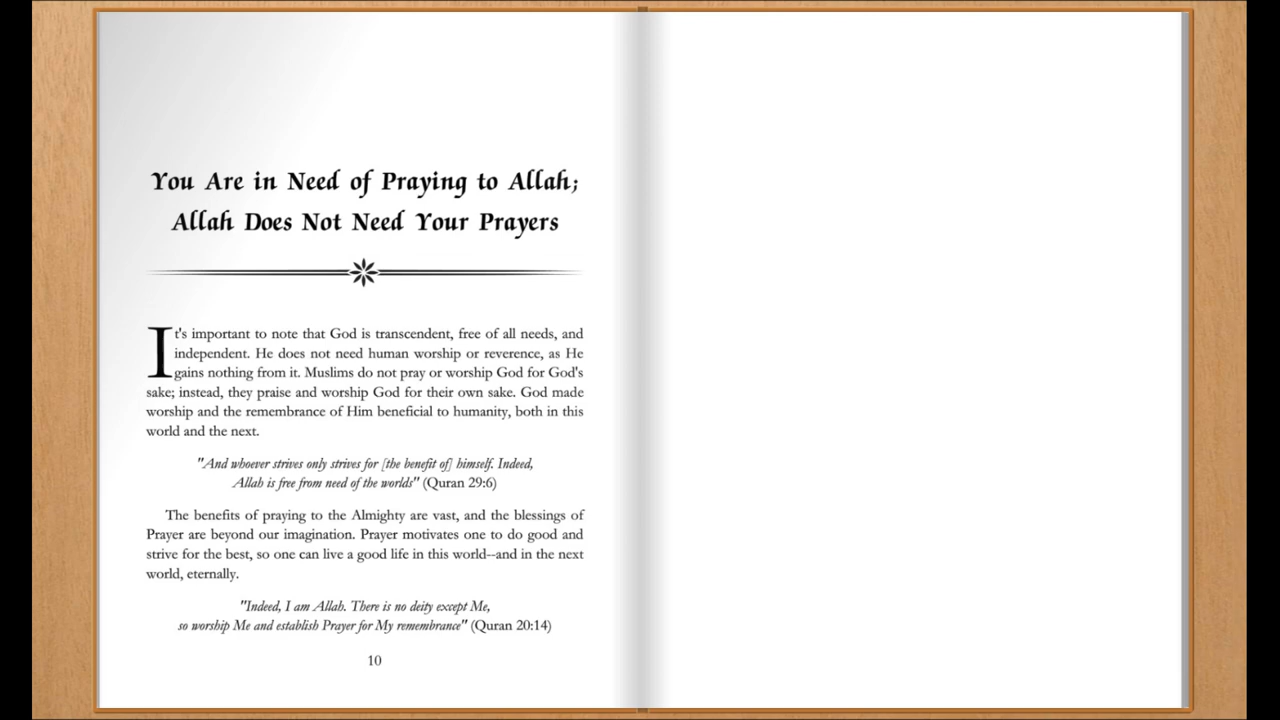 You Are in Need of Praying to Allah;
Allah Does Not Need Your Prayers
It's important to note that God is transcendent, free of all needs, and
independent. He does not need human worship or reverence, as He
gains nothing from it. Muslims do not pray or worship God for God's
sake; instead, they praise and worship God for their own sake. God made
worship and the remembrance of Him beneficial to humanity, both in this
world and the next.
"And whoever strives only strives for [the benefit of] himself. Indeed,
Allah is free from need of the worlds" (Quran 29:6)
The benefits of praying to the Almighty are vast, and the blessings of
Prayer are beyond our imagination. Prayer motivates one to do good and
strive for the best, so one can live a good life in this world--and in the next
world, eternally.
"Indeed, I am Allah. There is no deity except Me,
so worship Me and establish Prayer for My remembrance" (Quran 20:14)
10